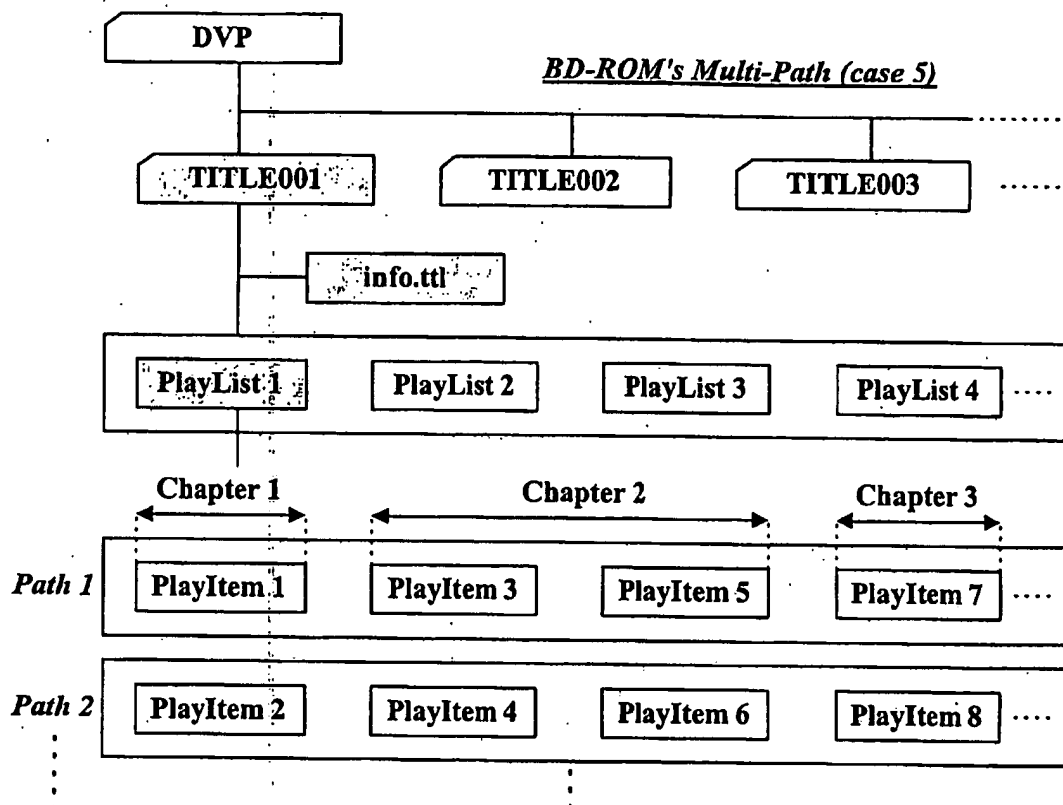 DVP
BD-ROM's Multi-Path (case 5)
TITLE001
TITLE002
TITLE003
info.ttl
PlayList 1
PlayList 2
PlayList 3
PlayList 4
Chapter 1
Chapter 2
Chapter 3
Path 1
PlayItem 1
PlayItem 3
PlayItem 5
PlayItem 7
Path 2
PlayItem 2
PlayItem 4
PlayItem 6
PlayItem 8